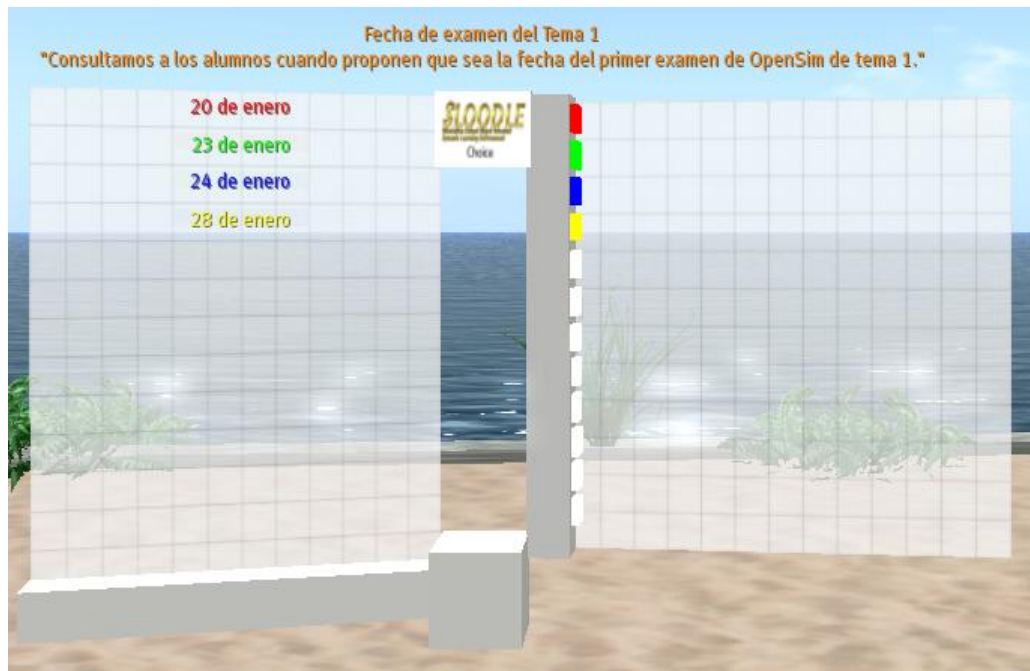 Fecha de examen del Tema 1
"Consultamos a los alumnos cuando proponen que sea la fecha del primer examen de OpenSim de tema 1."
20 de enero
23 de enero
24 de enero
28 de enero
SLOODLE
Choice